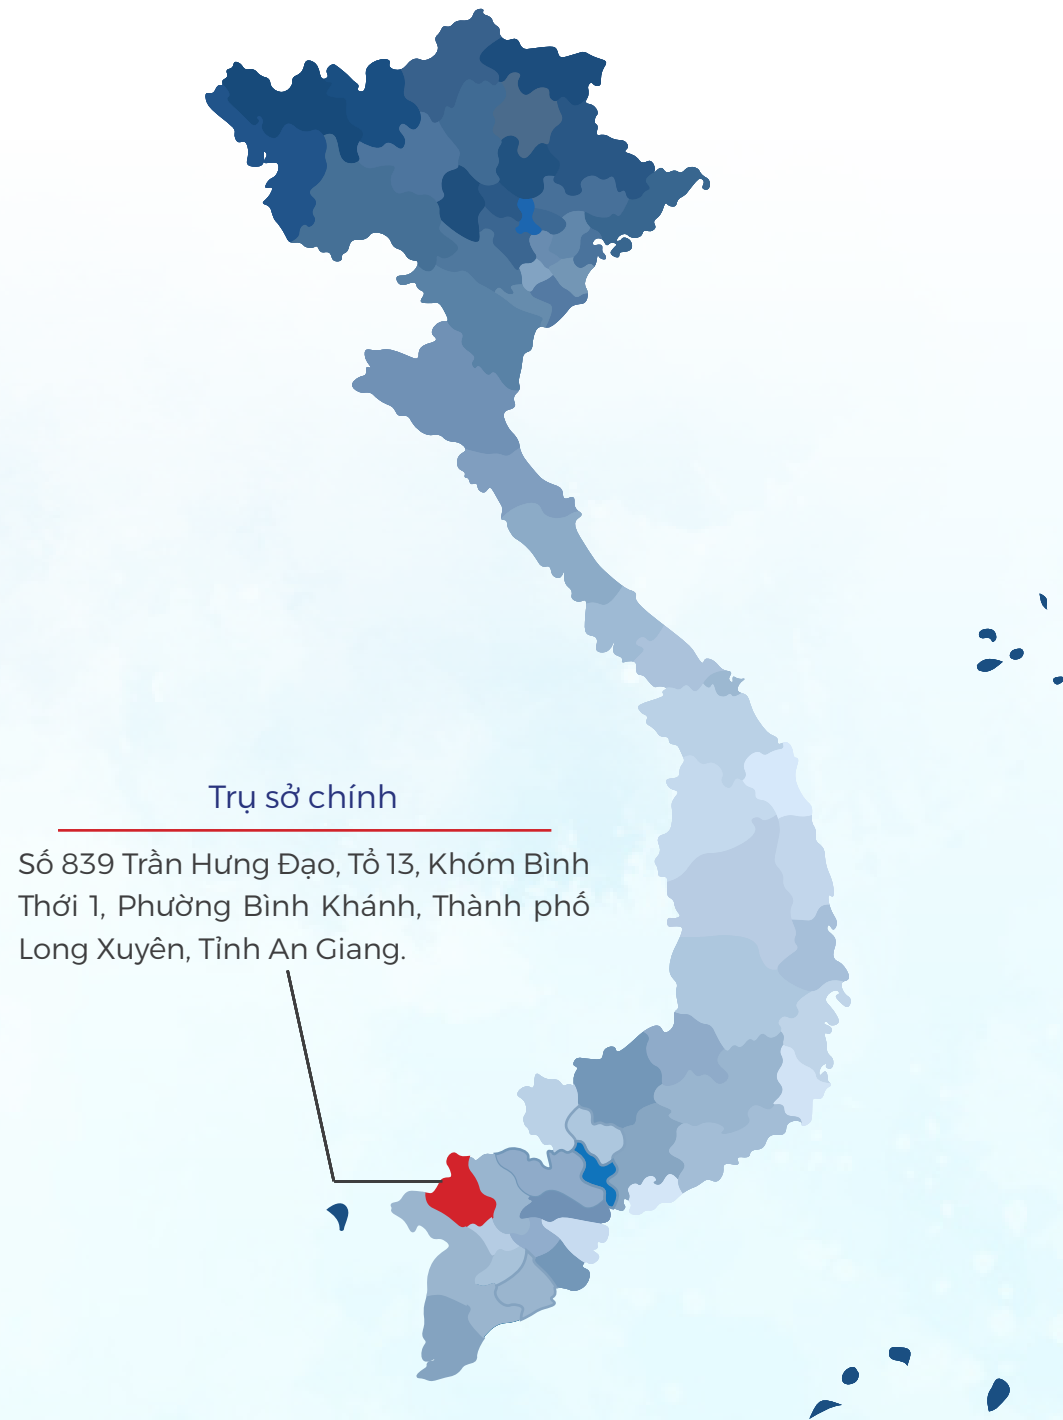 Trụ sở chính
Số 839 Trần Hưng Đạo, Tổ 13, Khóm Bình
Thới 1, Phường Bình Khánh, Thành phố
Long Xuyên, Tỉnh An Giang.